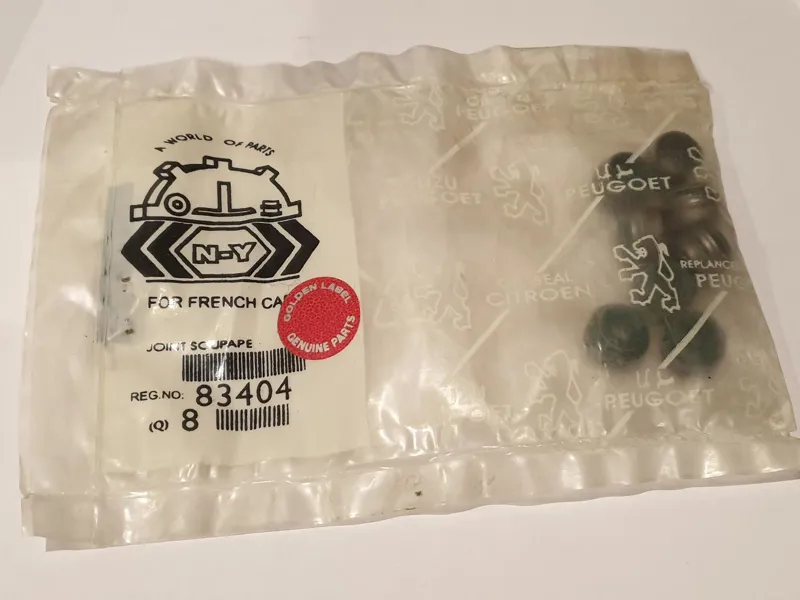 A WORLD OF PARTS
N-Y
FOR FRENCH CA
GOLDEN LABEL
GENUINE PARTS
JOINT SOUPAPE
REG.NO: 83404
(Q) 8
PEUGOET
PEUGOET
PEUGOET
CITROEN
REPLANCE
PEUG
PEUGOET